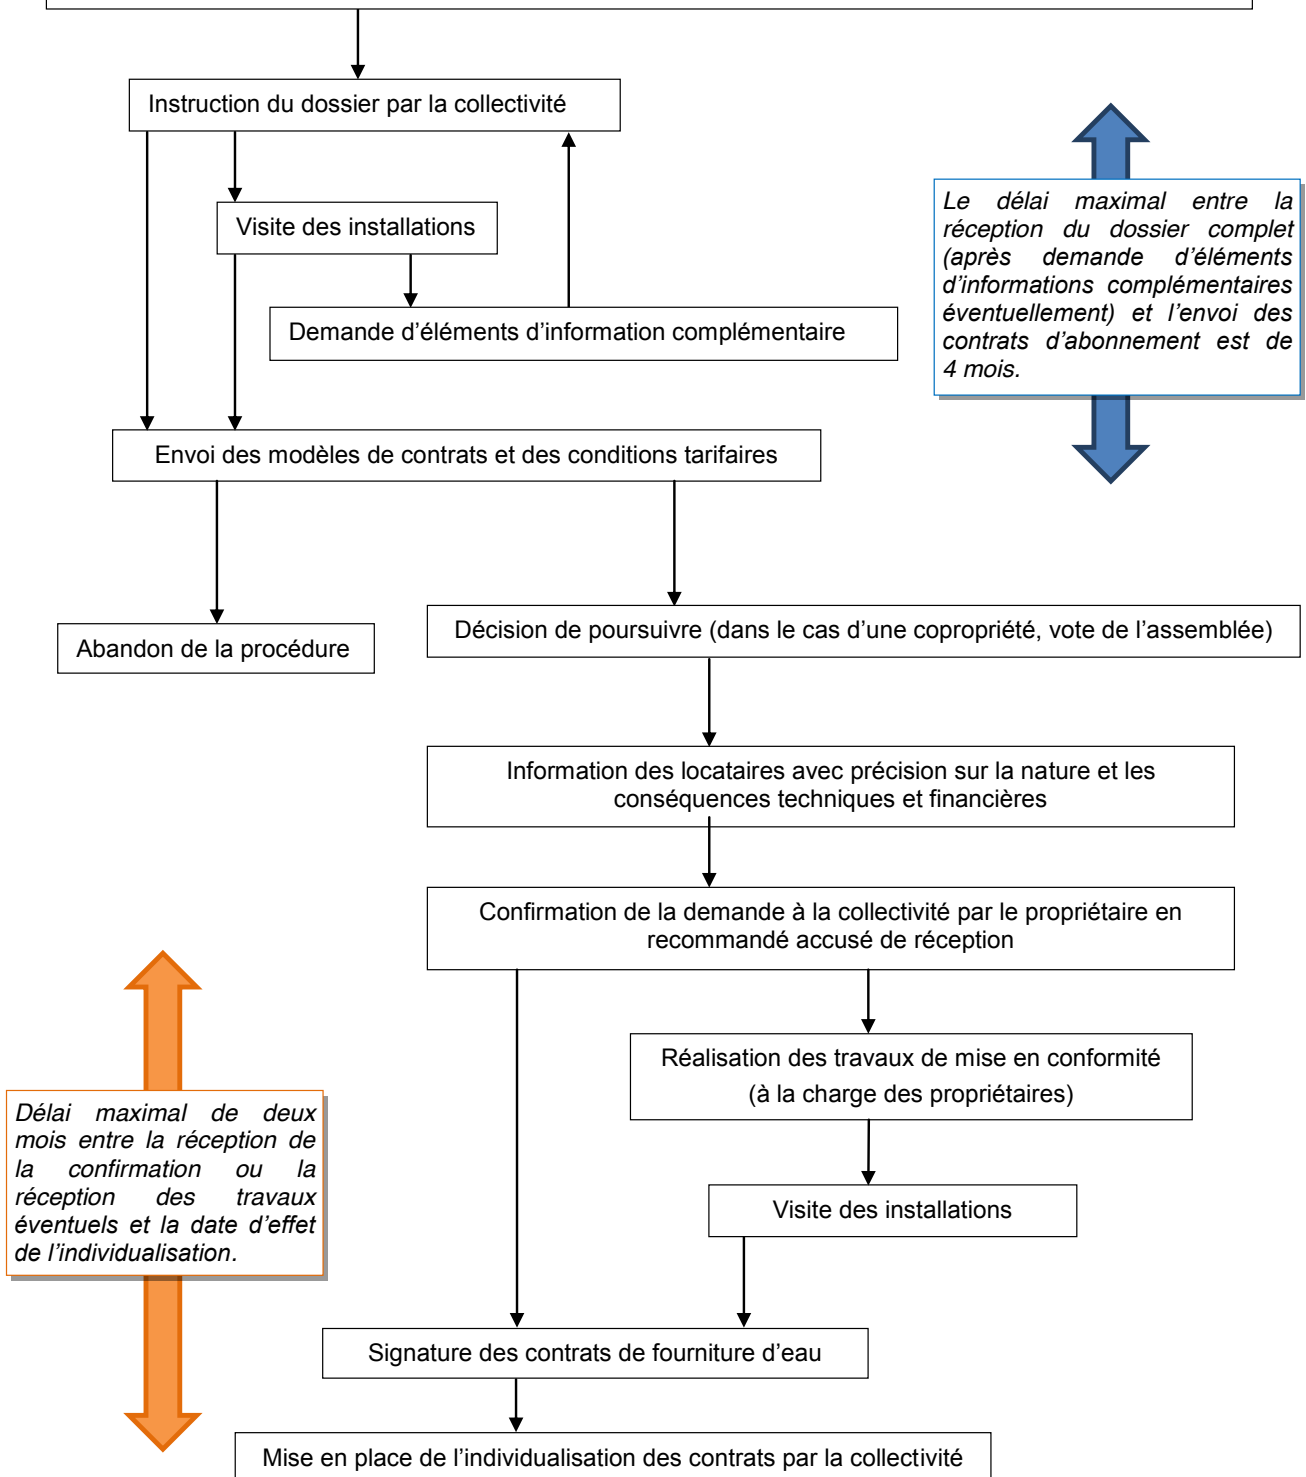 Instruction du dossier par la collectivité
Visite des installations
Demande d’éléments d’information complémentaire
Le délai maximal entre la
réception du dossier complet
(après demande d’éléments
d’informations complémentaires
éventuellement) et l’envoi des
contrats d’abonnement est de
4 mois.
Envoi des modèles de contrats et des conditions tarifaires
Abandon de la procédure
Décision de poursuivre (dans le cas d’une copropriété, vote de l’assemblée)
Information des locataires avec précision sur la nature et les
conséquences techniques et financières
Confirmation de la demande à la collectivité par le propriétaire en
recommandé accusé de réception
Réalisation des travaux de mise en conformité
(à la charge des propriétaires)
Délai maximal de deux
mois entre la réception de
la confirmation ou la
réception des travaux
éventuels et la date d’effet
de l’individualisation.
Visite des installations
Signature des contrats de fourniture d’eau
Mise en place de l’individualisation des contrats par la collectivité